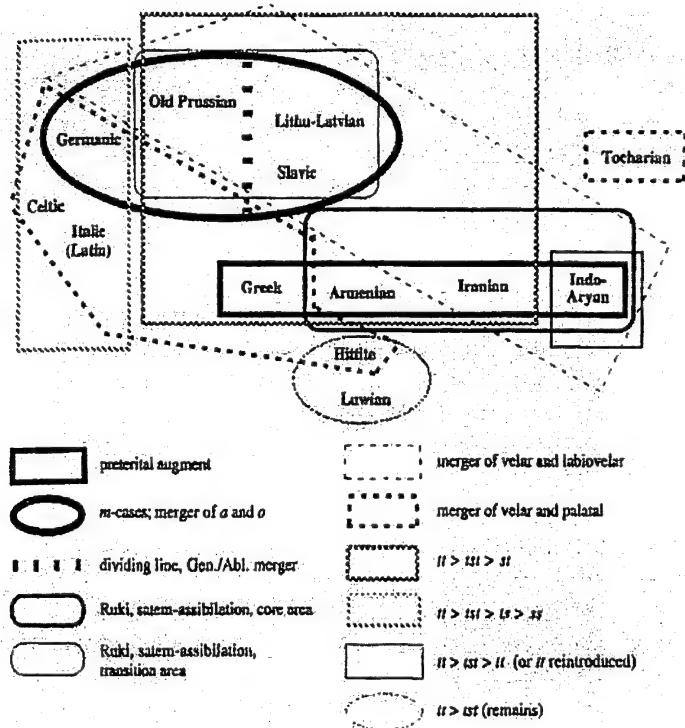 Old Prussian
Lithu-Latvian
Germanic
Slavic
Tocharian
Celtic
Italic
(Latin)
Greek
Armenian
Iranian
Indo-
Aryan
Hittite
Luwian
preterital augment
m-cases; merger of a and o
dividing line, Gen./Abl. merger
Ruki, satem-assibilation, core area
Ruki, satem-assibilation,
transition area
merger of velar and labiovelar
merger of velar and palatal
tt > tst > st
tt > tst > ts > ss
tt > tst > tt (or tt reintroduced)
tt > tst (remains)